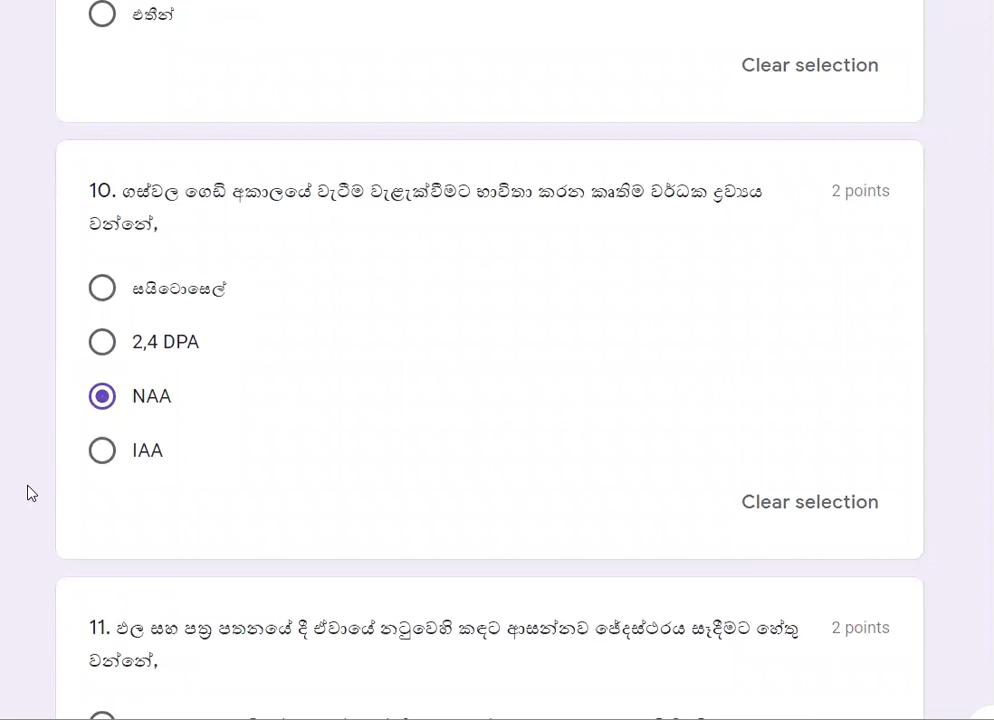 එතීන්
Clear selection
10. ගස්වල ගෙඩි අකාලයේ වැටීම වැළැක්වීමට භාවිතා කරන කෘතිම වර්ධක ද්‍රව්‍යය
2 points
වන්නේ,
සයිටොසෙල්
2,4 DPA
NAA
IAA
Clear selection
11. ඵල සහ පත්‍ර පතනයේ දී ඒවායේ නටුවෙහි කඳට ආසන්නව ඡේදස්ථරය සෑදීමට හේතු
2 points
වන්නේ,